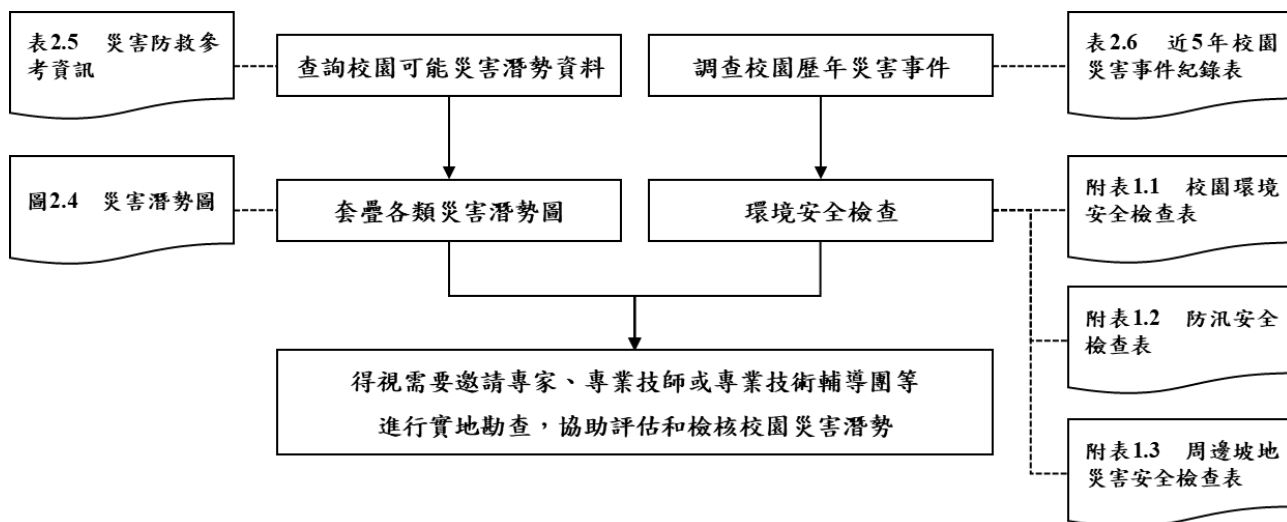 表2.5 災害防救參
考資訊
查詢校園可能災害潛勢資料
調查校園歷年災害事件
表2.6 近5年校園
災害事件紀錄表
圖2.4 災害潛勢圖
套疊各類災害潛勢圖
環境安全檢查
附表1.1 校園環境
安全檢查表
附表1.2 防汛安全
檢查表
得視需要邀請專家、專業技師或專業技術輔導團等
進行實地勘查，協助評估和檢核校園災害潛勢
附表1.3 周邊坡地
災害安全檢查表